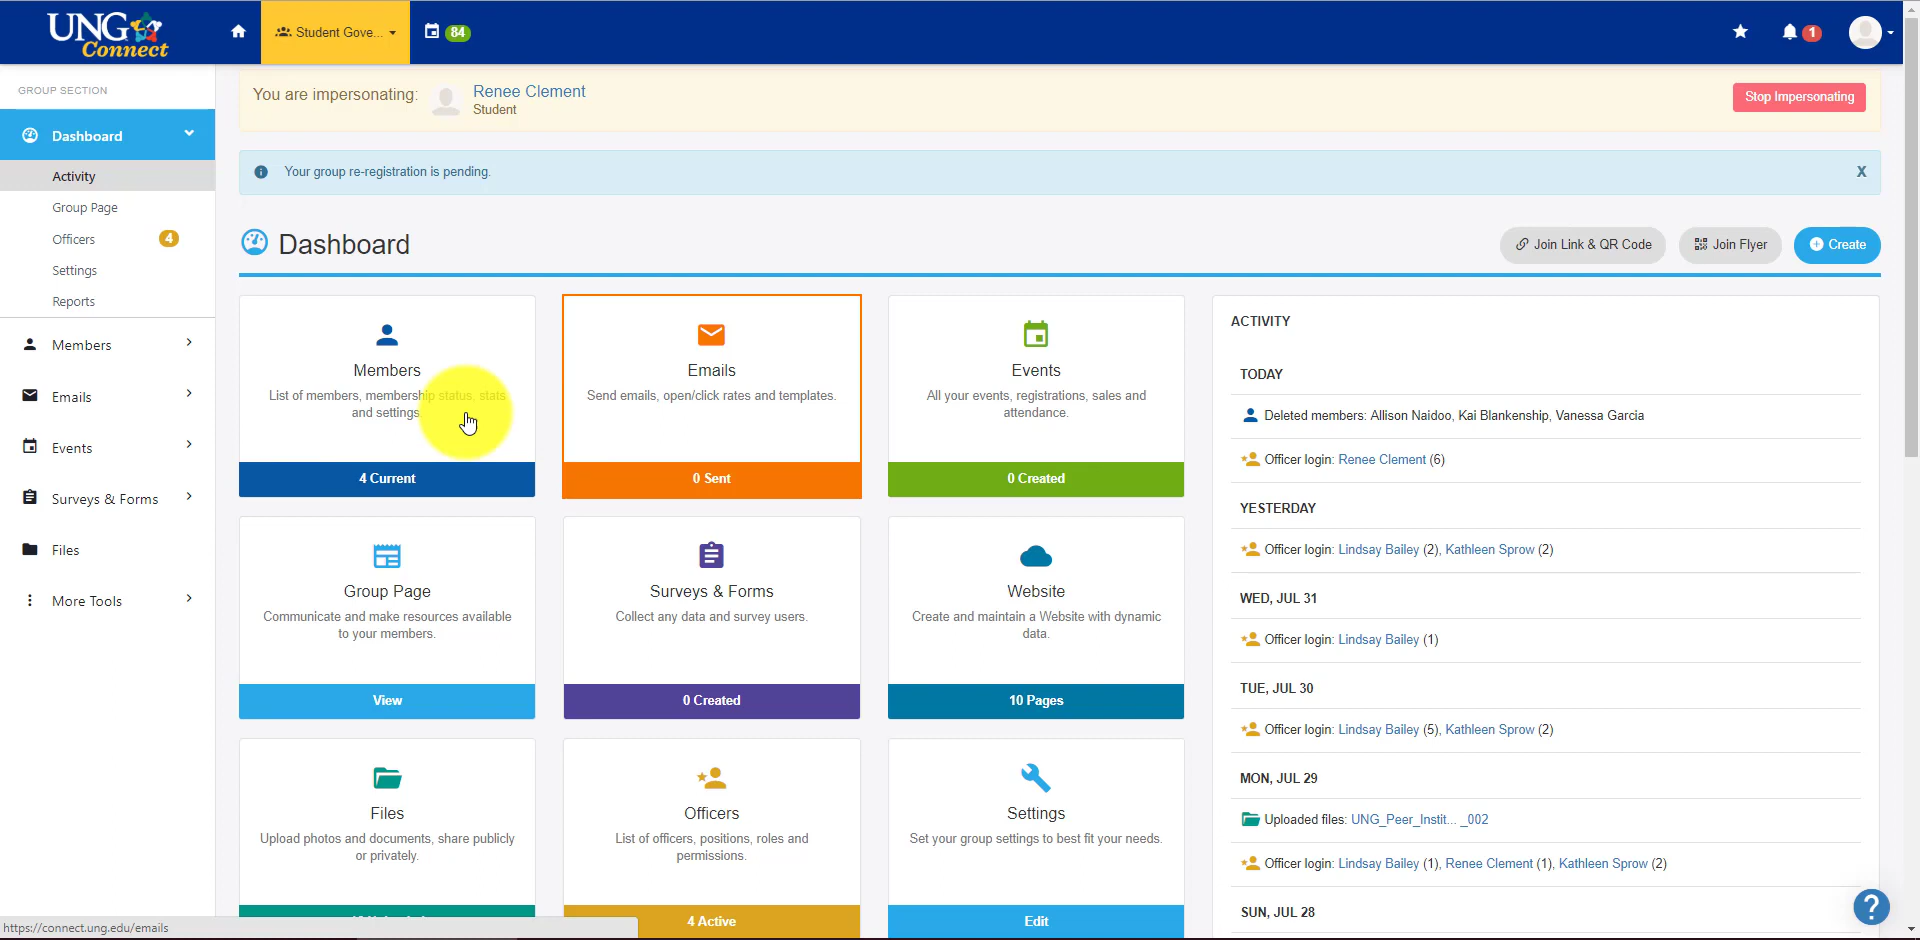 UNG
Connect
Student Gove...
84
1
GROUP SECTION
Dashboard
Activity
Group Page
Officers
4
Settings
Reports
Members
Emails
Events
Surveys & Forms
Files
More Tools
You are impersonating:
Renee Clement
Student
Stop Impersonating
Your group re-registration is pending.
X
Dashboard
Join Link & QR Code
Join Flyer
Create
Members
List of members, membership status, stats
and settings.
4 Current
Emails
Send emails, open/click rates and templates.
0 Sent
Events
All your events, registrations, sales and
attendance.
0 Created
Group Page
Communicate and make resources available
to your members.
View
Surveys & Forms
Collect any data and survey users.
0 Created
Website
Create and maintain a Website with dynamic
data.
10 Pages
Files
Upload photos and documents, share publicly
or privately.
Officers
List of officers, positions, roles and
permissions.
4 Active
Settings
Set your group settings to best fit your needs.
Edit
ACTIVITY
TODAY
Deleted members: Allison Naidoo, Kai Blankenship, Vanessa Garcia
Officer login: Renee Clement (6)
YESTERDAY
Officer login: Lindsay Bailey (2), Kathleen Sprow (2)
WED, JUL 31
Officer login: Lindsay Bailey (1)
TUE, JUL 30
Officer login: Lindsay Bailey (5), Kathleen Sprow (2)
MON, JUL 29
Uploaded files: UNG_Peer_Instit... _002
Officer login: Lindsay Bailey (1), Renee Clement (1), Kathleen Sprow (2)
SUN, JUL 28
?
https://connect.ung.edu/emails